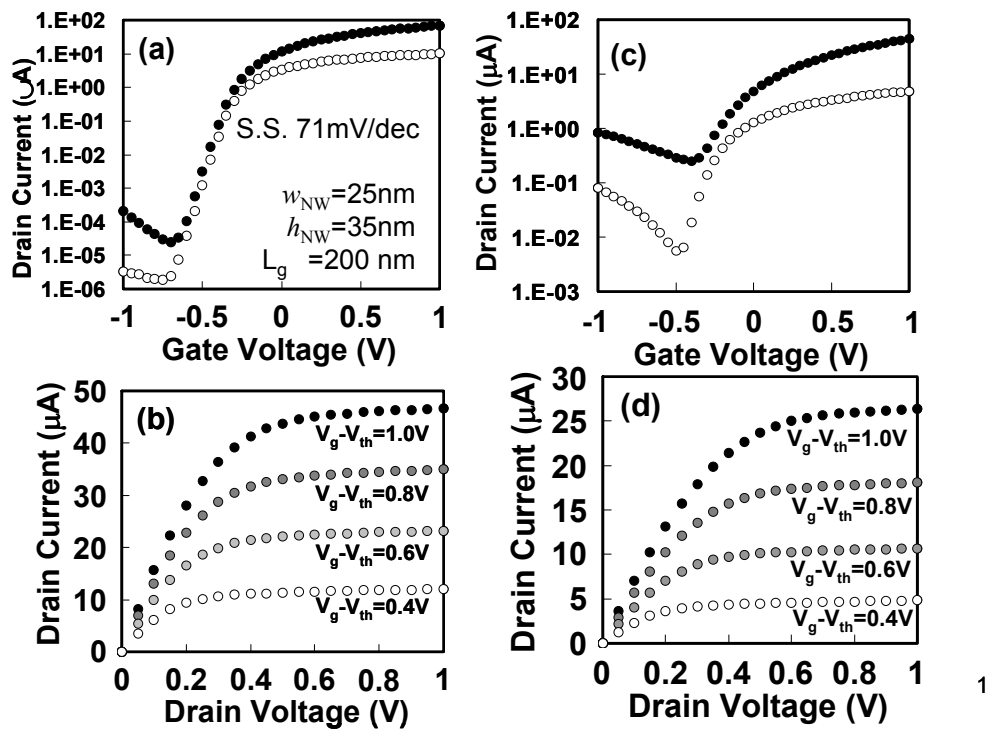 (a)
1.E+02
1.E+01
1.E+00
1.E-01
1.E-02
1.E-03
1.E-04
1.E-05
1.E-06
S.S. 71mV/dec
wNW=25nm
hNW=35nm
Lg =200 nm
-1 -0.5 0 0.5 1
Gate Voltage (V)
(c)
Drain Current (μA)
1.E+02
1.E+01
1.E+00
1.E-01
1.E-02
1.E-03
-1 -0.5 0 0.5 1
Gate Voltage (V)
(b)
Drain Current (μA)
50
40
30
20
10
0
Vg-Vth=1.0V
Vg-Vth=0.8V
Vg-Vth=0.6V
Vg-Vth=0.4V
0 0.2 0.4 0.6 0.8 1
Drain Voltage (V)
(d)
Drain Current (μA)
30
25
20
15
10
5
0
Vg-Vth=1.0V
Vg-Vth=0.8V
Vg-Vth=0.6V
Vg-Vth=0.4V
0 0.2 0.4 0.6 0.8 1
Drain Voltage (V)
1